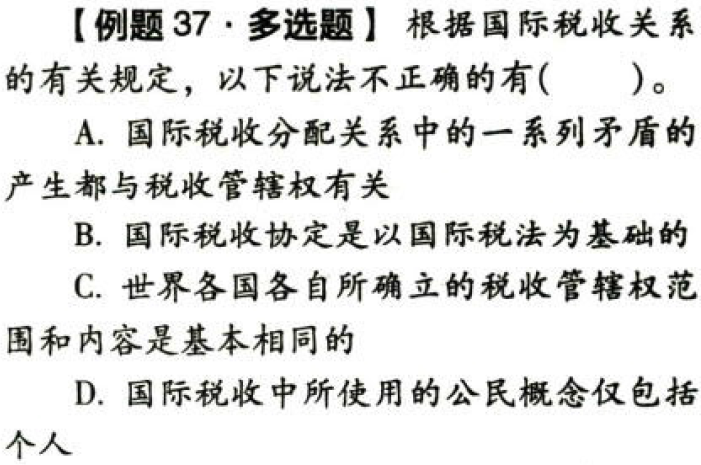 【例题37·多选题】 根据国际税收关系
的有关规定，以下说法不正确的有(　　)。
A. 国际税收分配关系中的一系列矛盾的
产生都与税收管辖权有关
B. 国际税收协定是以国际税法为基础的
C. 世界各国各自所确立的税收管辖权范
围和内容是基本相同的
D. 国际税收中所使用的公民概念仅包括
个人